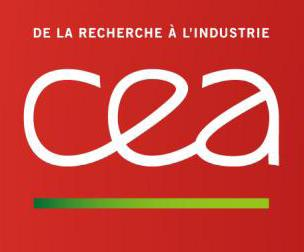 DE LA RECHERCHE À L'INDUSTRIE
cea